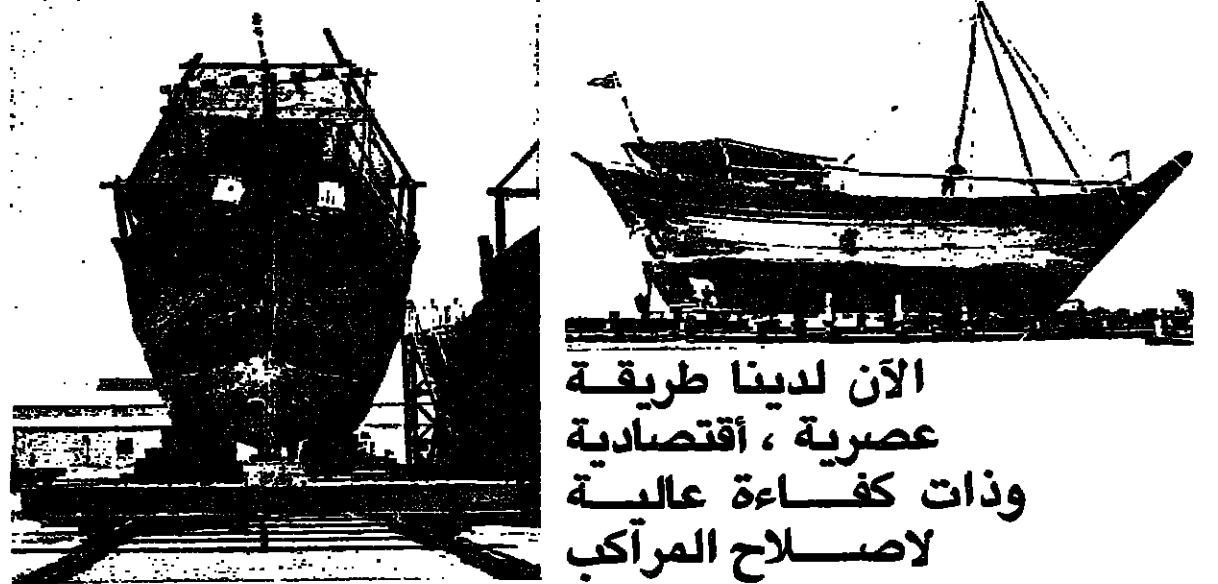 الآن لدينا طريقة
عصرية ، أقتصادية
وذات كفاءة عالية
لاصلاح المراكب